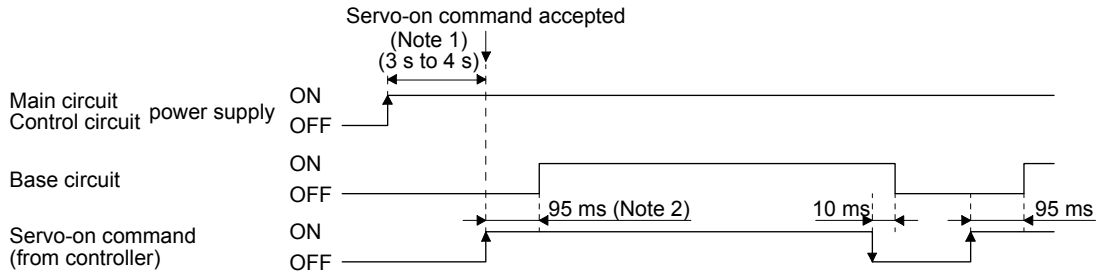 Servo-on command accepted
(Note 1)
(3 s to 4 s)
Main circuit
Control circuit power supply
ON
OFF
Base circuit
ON
OFF
95 ms (Note 2)
10 ms
95 ms
Servo-on command
(from controller)
ON
OFF